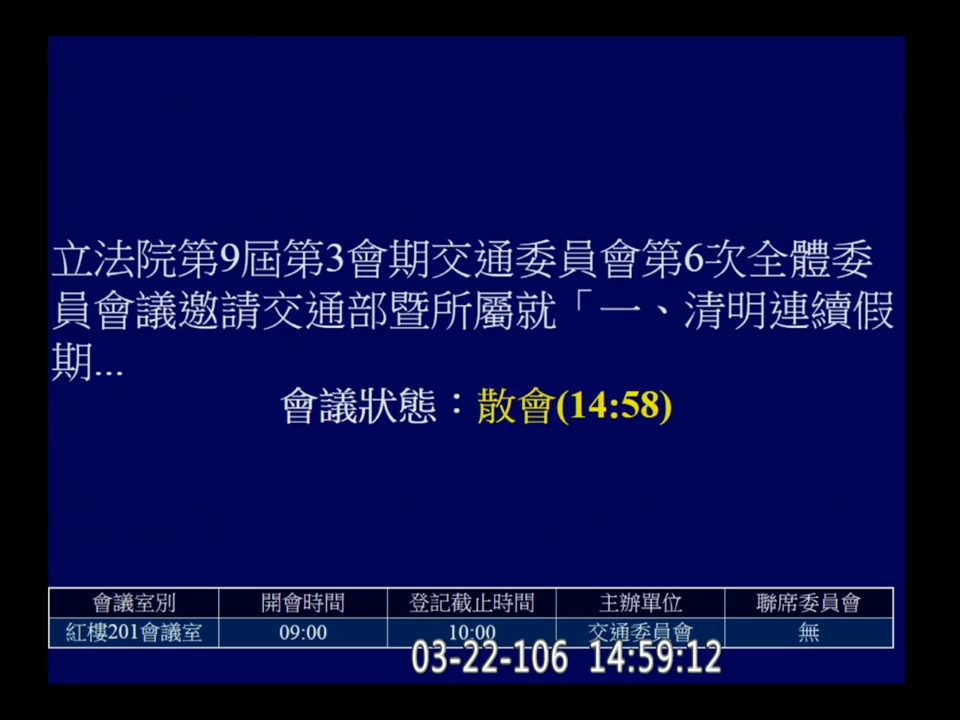 立法院第9屆第3會期交通委員會第6次全體委
員會議邀請交通部暨所屬就「一、清明連續假
期...
會議狀態：散會(14:58)
會議室別 開會時間 登記截止時間 主辦單位 聯席委員會
紅樓201會議室 09:00 10:00 交通委員會 無
03-22-106 14:59:12